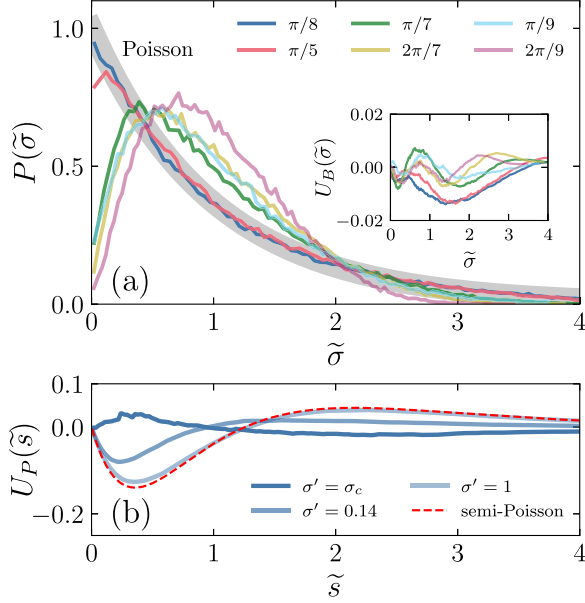 1.0
0.5
0.0
P(σ̃)
Poisson
π/8
π/7
π/9
π/5
2π/7
2π/9
0.02
0.00
−0.02
U_B(σ̃)
0 1 2 3 4
σ̃
(a)
0 1 2 3 4
σ̃
0.1
0.0
−0.2
U_P(s̃)
σ′ = σ_c
σ′ = 1
σ′ = 0.14
semi-Poisson
(b)
0 1 2 3 4
s̃